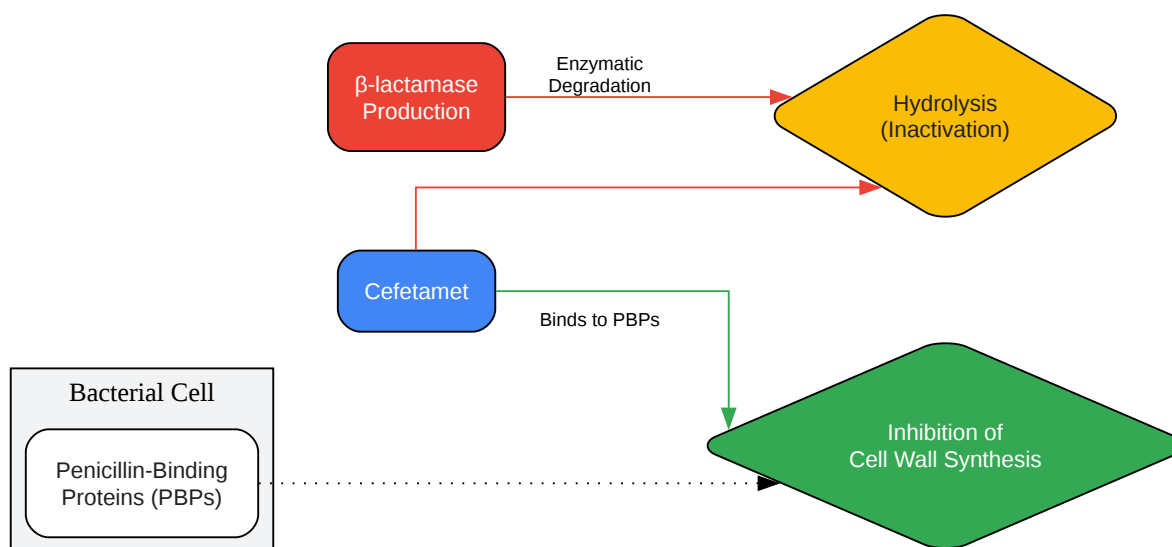 β-lactamase
Production
Enzymatic
Degradation
Hydrolysis
(Inactivation)
Cefetamet
Binds to PBPs
Bacterial Cell
Penicillin-Binding
Proteins (PBPs)
Inhibition of
Cell Wall Synthesis